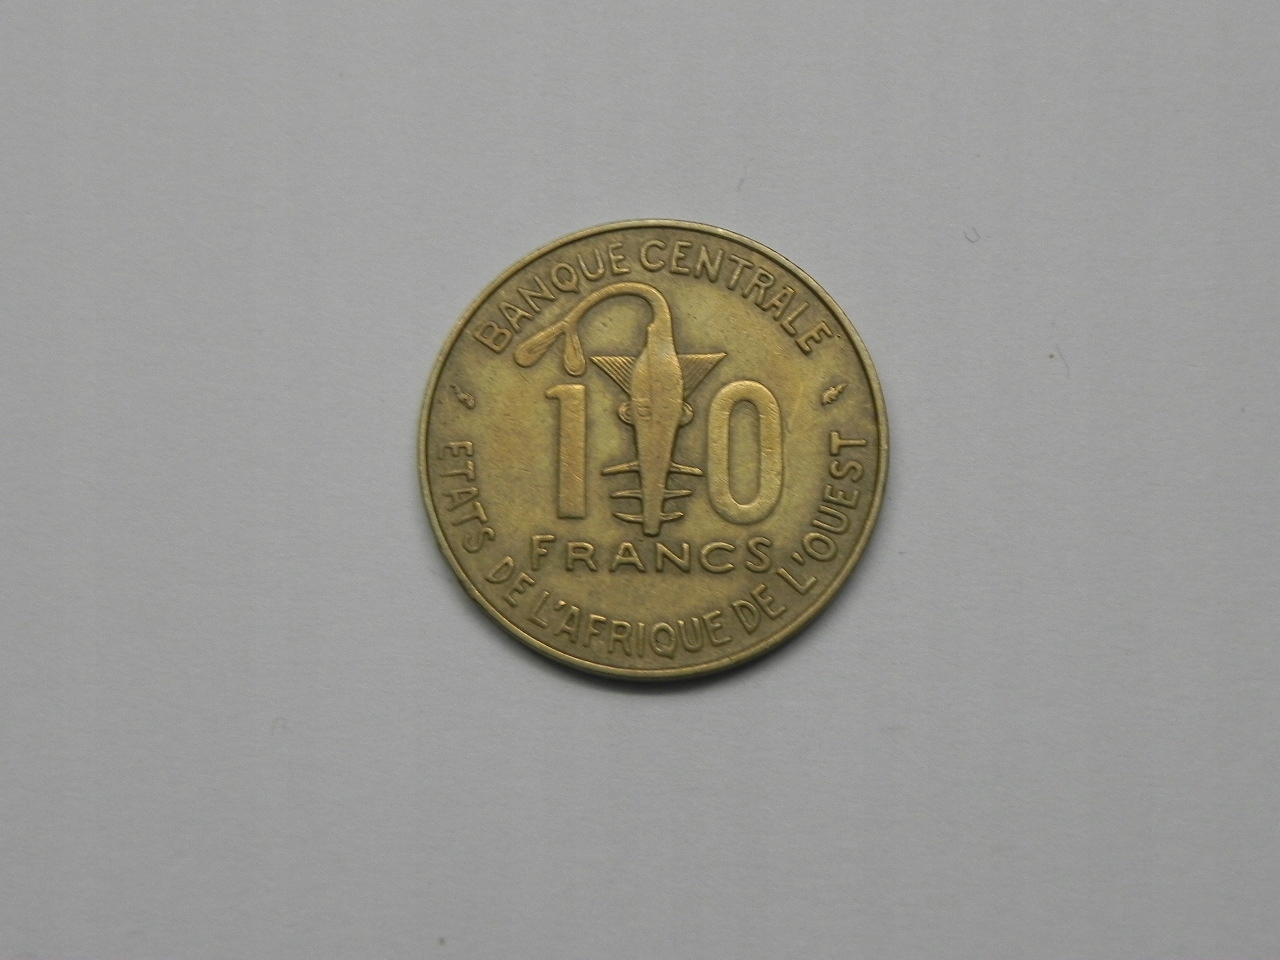 BANQUE CENTRALE
10
FRANCS
ETATS DE L'AFRIQUE DE L'OUEST